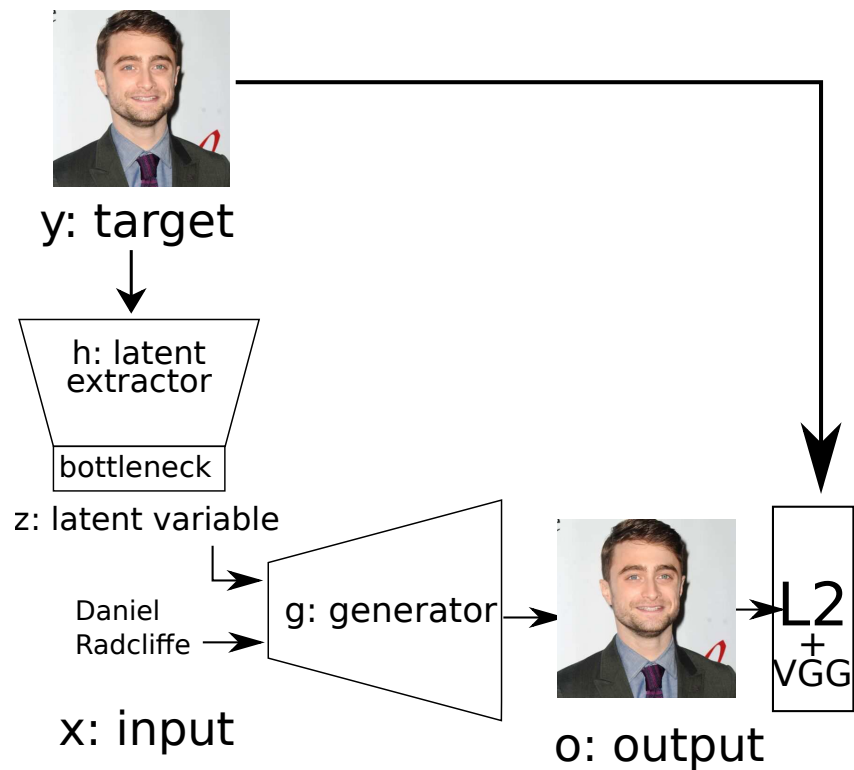 y: target
h: latent
extractor
bottleneck
z: latent variable
Daniel
Radcliffe
x: input
g: generator
o: output
L2
+
VGG